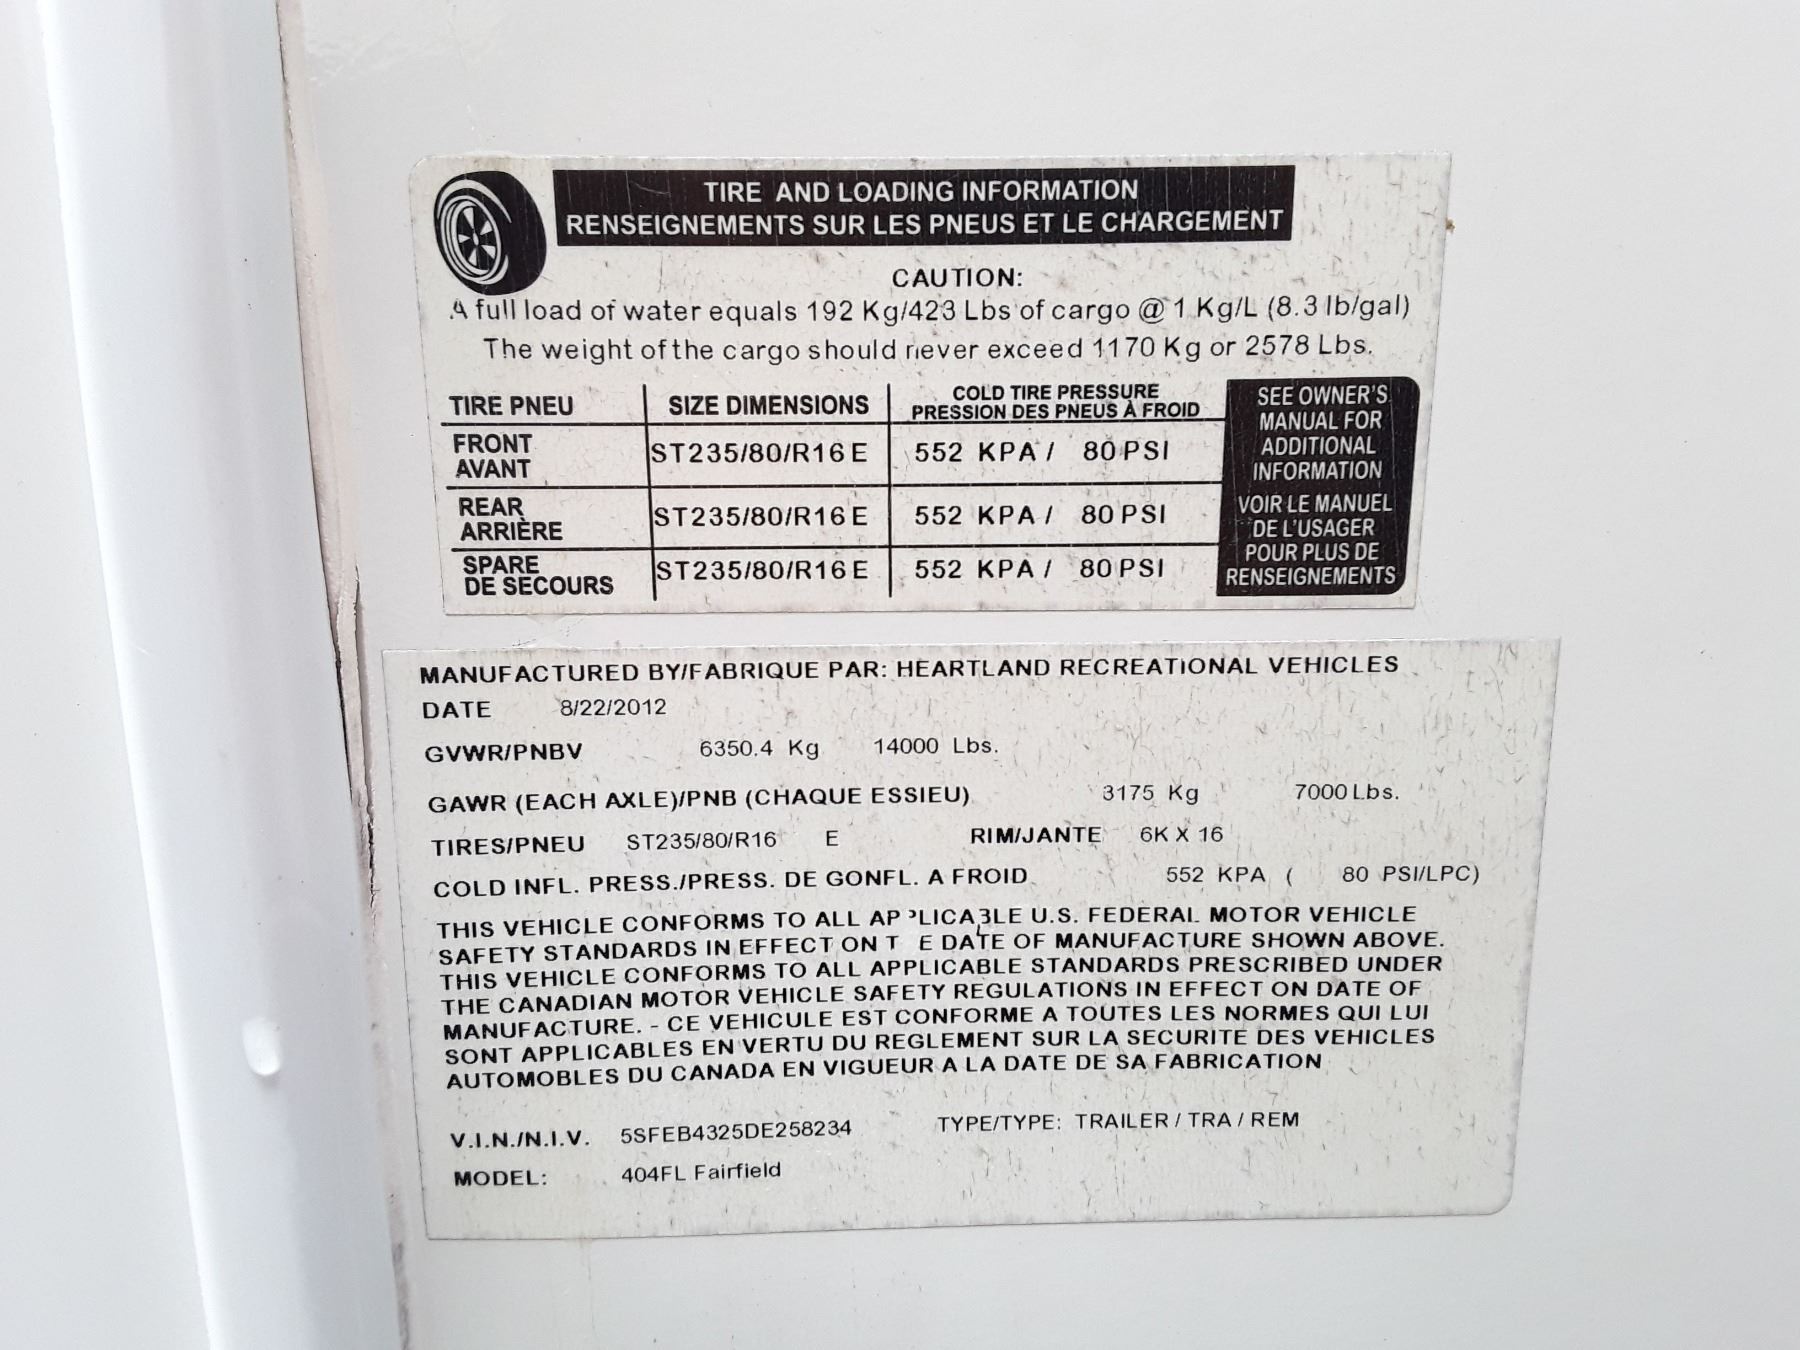 TIRE AND LOADING INFORMATION
RENSEIGNEMENTS SUR LES PNEUS ET LE CHARGEMENT
CAUTION:
A full load of water equals 192 Kg/423 Lbs of cargo @ 1 Kg/L (8.3 lb/gal)
The weight of the cargo should never exceed 1170 Kg or 2578 Lbs.
TIRE PNEU SIZE DIMENSIONS COLD TIRE PRESSURE
PRESSION DES PNEUS À FROID
FRONT
AVANT ST235/80/R16 E 552 KPA / 80 PSI
REAR
ARRIÈRE ST235/80/R16 E 552 KPA / 80 PSI
SPARE
DE SECOURS ST235/80/R16 E 552 KPA / 80 PSI
SEE OWNER'S
MANUAL FOR
ADDITIONAL
INFORMATION
VOIR LE MANUEL
DE L'USAGER
POUR PLUS DE
RENSEIGNEMENTS
MANUFACTURED BY/FABRIQUE PAR: HEARTLAND RECREATIONAL VEHICLES
DATE 8/22/2012
GVWR/PNBV 6350.4 Kg 14000 Lbs.
GAWR (EACH AXLE)/PNB (CHAQUE ESSIEU) 3175 Kg 7000 Lbs.
TIRES/PNEU ST235/80/R16 E RIM/JANTE 6K X 16
COLD INFL. PRESS./PRESS. DE GONFL. A FROID 552 KPA ( 80 PSI/LPC)
THIS VEHICLE CONFORMS TO ALL APPLICABLE U.S. FEDERAL MOTOR VEHICLE
SAFETY STANDARDS IN EFFECT ON T E DATE OF MANUFACTURE SHOWN ABOVE.
THIS VEHICLE CONFORMS TO ALL APPLICABLE STANDARDS PRESCRIBED UNDER
THE CANADIAN MOTOR VEHICLE SAFETY REGULATIONS IN EFFECT ON DATE OF
MANUFACTURE. - CE VEHICULE EST CONFORME A TOUTES LES NORMES QUI LUI
SONT APPLICABLES EN VERTU DU REGLEMENT SUR LA SECURITE DES VEHICLES
AUTOMOBLES DU CANADA EN VIGUEUR A LA DATE DE SA FABRICATION
V.I.N./N.I.V. 5SFEB4325DE258234 TYPE/TYPE: TRAILER / TRA / REM
MODEL: 404FL Fairfield